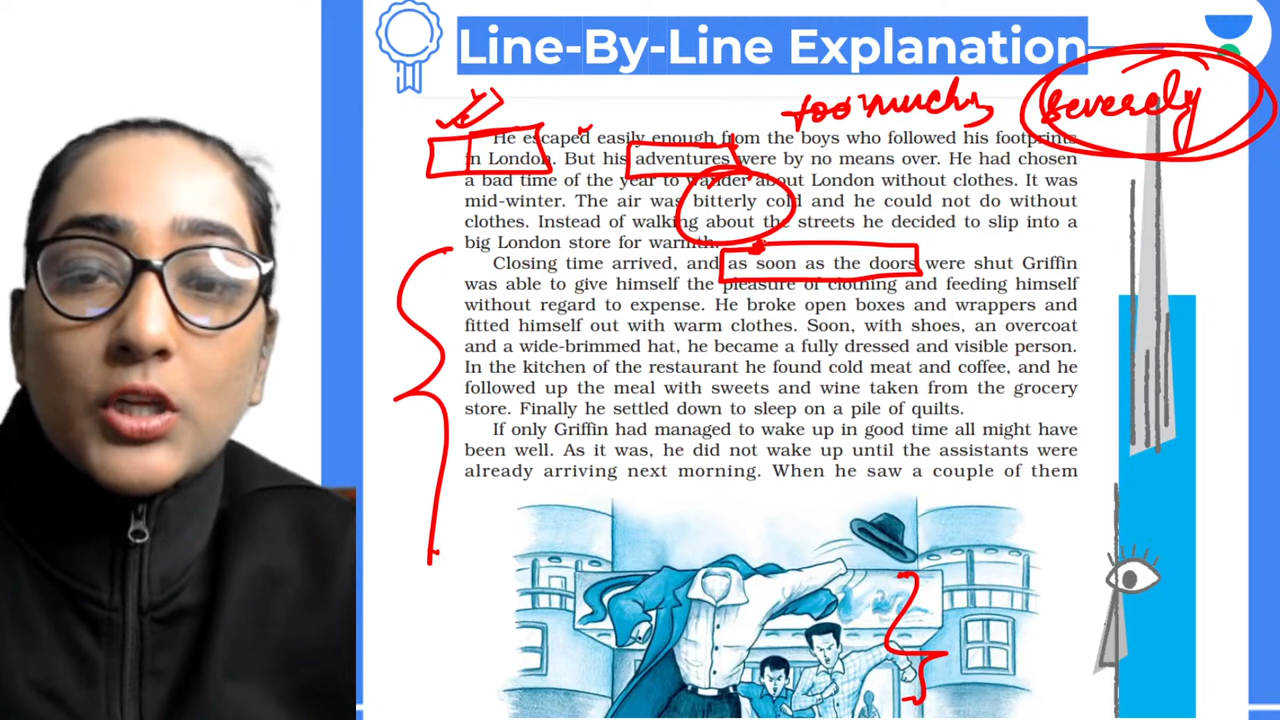 Line-By-Line Explanation
too much, severely
He escaped easily enough from the boys who followed his footprints
in London. But his adventures were by no means over. He had chosen
a bad time of the year to wander about London without clothes. It was
mid-winter. The air was bitterly cold and he could not do without
clothes. Instead of walking about the streets he decided to slip into a
big London store for warmth.
Closing time arrived, and as soon as the doors were shut Griffin
was able to give himself the pleasure of clothing and feeding himself
without regard to expense. He broke open boxes and wrappers and
fitted himself out with warm clothes. Soon, with shoes, an overcoat
and a wide-brimmed hat, he became a fully dressed and visible person.
In the kitchen of the restaurant he found cold meat and coffee, and he
followed up the meal with sweets and wine taken from the grocery
store. Finally he settled down to sleep on a pile of quilts.
If only Griffin had managed to wake up in good time all might have
been well. As it was, he did not wake up until the assistants were
already arriving next morning. When he saw a couple of them